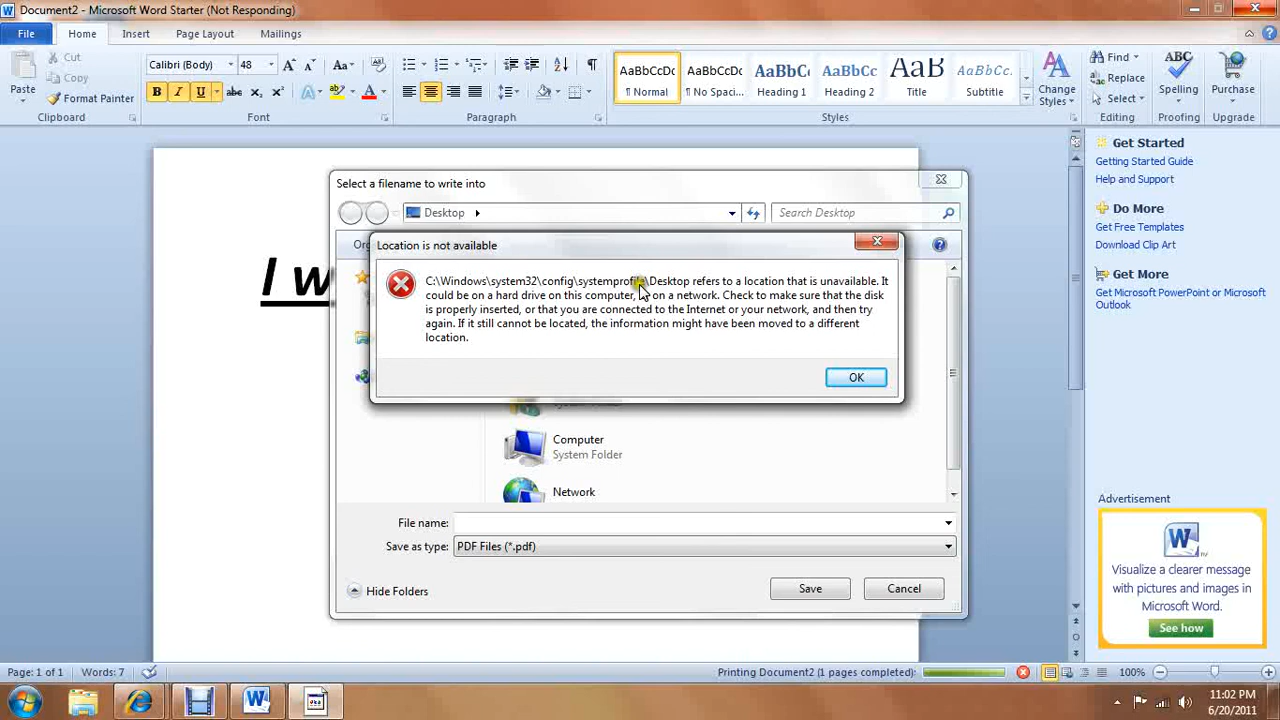 Document2 - Microsoft Word Starter (Not Responding)
File Home Insert Page Layout Mailings
Cut
Copy
Paste
Format Painter
Clipboard
Calibri (Body) 48
Font
Paragraph
AaBbCcDc AaBbCcDc AaBbCc AaBbCc AaB AaBbCc.
¶ Normal ¶ No Spaci... Heading 1 Heading 2 Title Subtitle
Change Styles
Styles
Find
Replace
Select
Editing
Spelling
Proofing
Purchase
Upgrade
I w
Select a filename to write into
Desktop
Search Desktop
Location is not available
C:\Windows\system32\config\systemprofile\Desktop refers to a location that is unavailable. It
could be on a hard drive on this computer, on a network. Check to make sure that the disk
is properly inserted, or that you are connected to the Internet or your network, and then try
again. If it still cannot be located, the information might have been moved to a different
location.
OK
Computer
System Folder
Network
File name:
Save as type: PDF Files (*.pdf)
Hide Folders
Save
Cancel
Get Started
Getting Started Guide
Help and Support
Do More
Get Free Templates
Download Clip Art
Get More
Get Microsoft PowerPoint or Microsoft
Outlook
Advertisement
Visualize a clearer message
with pictures and images in
Microsoft Word.
See how
Page: 1 of 1 Words: 7
Printing Document2 (1 pages completed):
100%
11:02 PM
6/20/2011